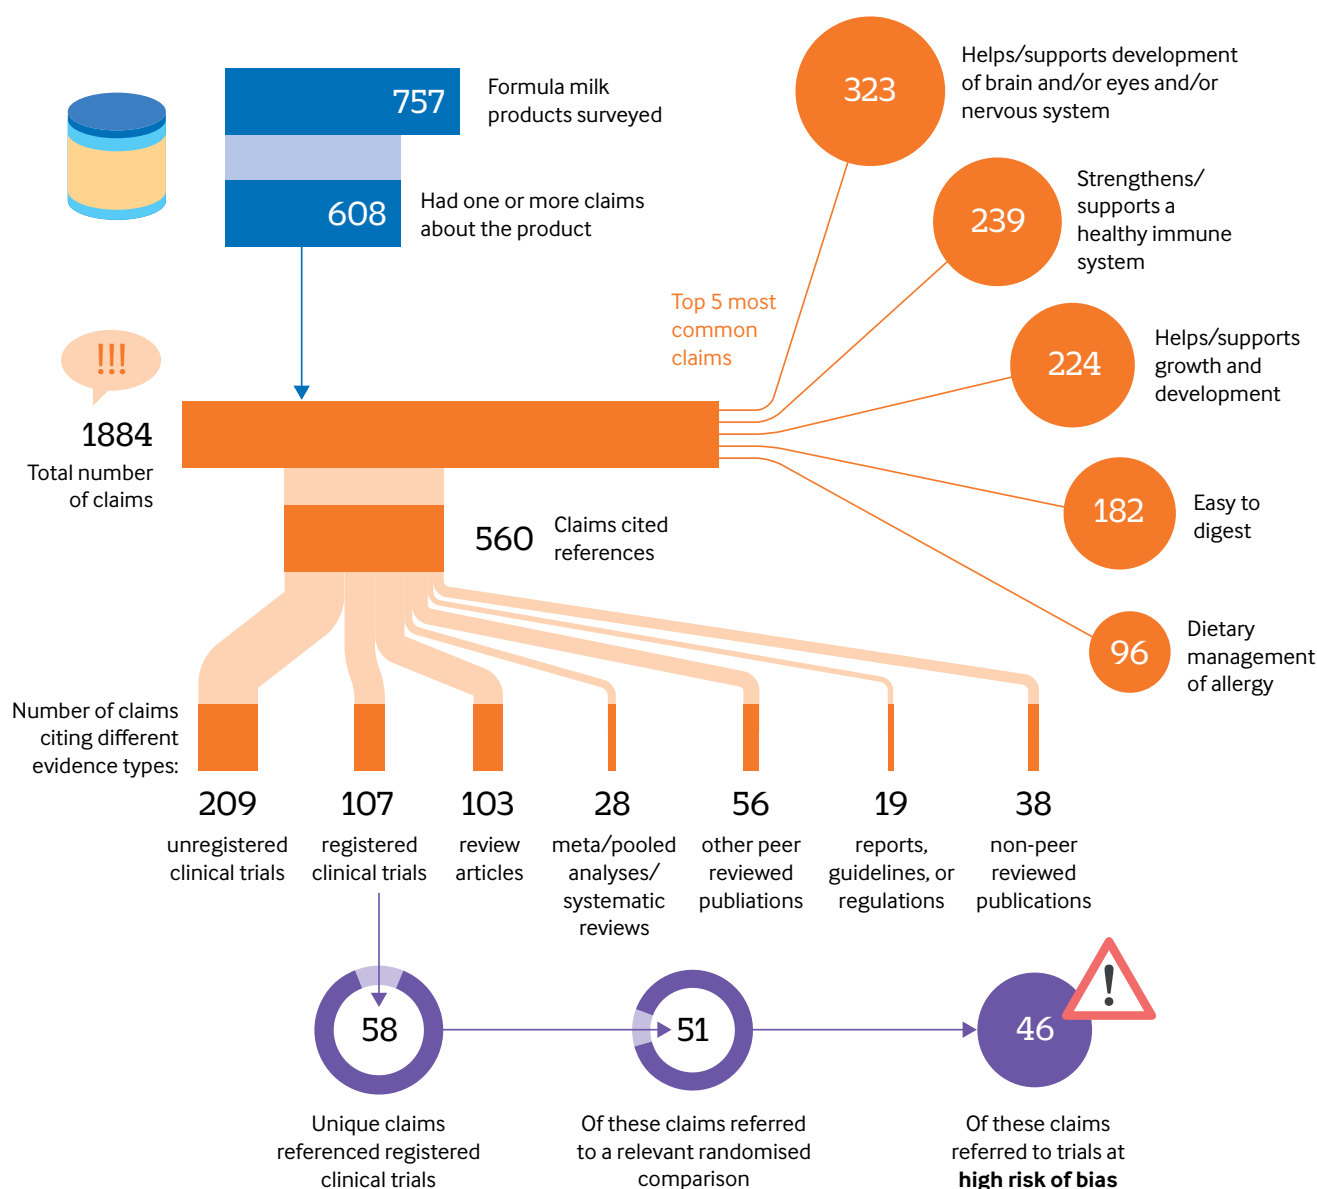 757
Formula milk
products surveyed
608
Had one or more claims
about the product
323
Helps/supports development
of brain and/or eyes and/or
nervous system
239
Strengthens/
supports a
healthy immune
system
Top 5 most
common
claims
224
Helps/supports
growth and
development
182
Easy to
digest
96
Dietary
management
of allergy
!!!
1884
Total number
of claims
560
Claims cited
references
Number of claims
citing different
evidence types:
209
unregistered
clinical trials
107
registered
clinical trials
103
review
articles
28
meta/pooled
analyses/
systematic
reviews
56
other peer
reviewed
publiations
19
reports,
guidelines, or
regulations
38
non-peer
reviewed
publications
58
Unique claims
referenced registered
clinical trials
51
Of these claims referred
to a relevant randomised
comparison
46
!
Of these claims
referred to trials at
high risk of bias